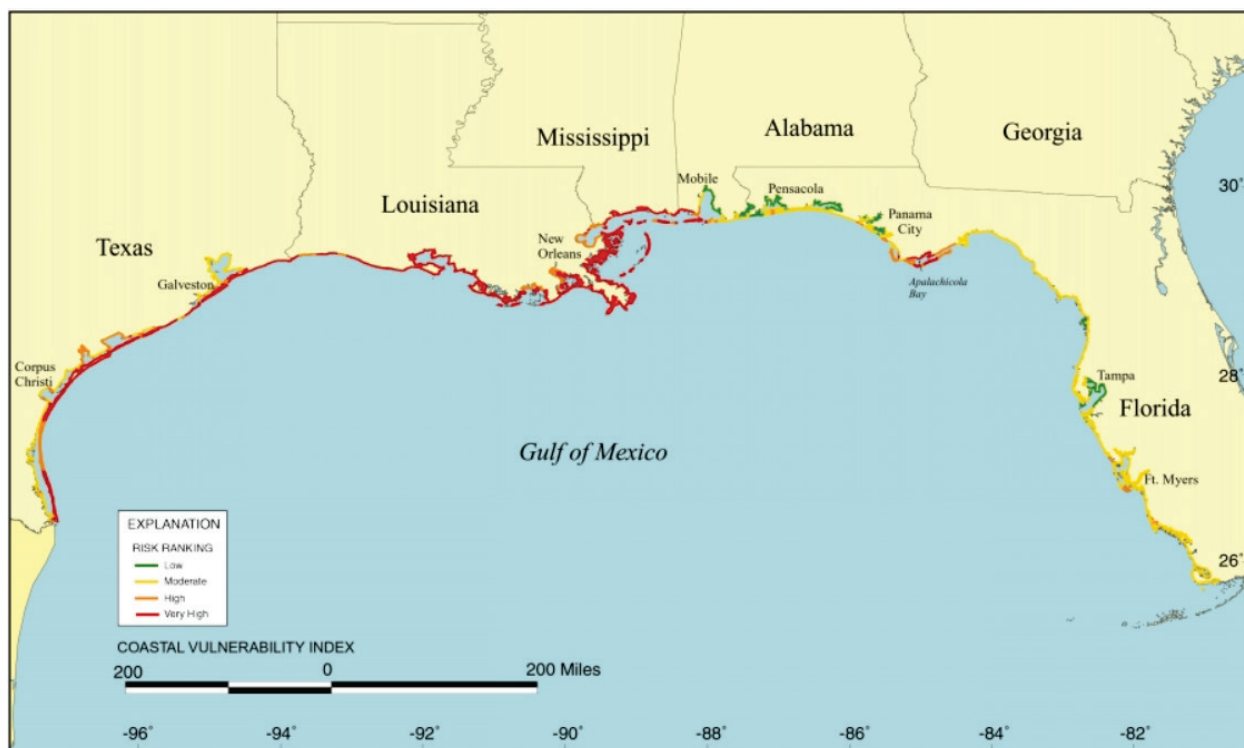 Mississippi
Alabama
Georgia
Mobile
Pensacola
30°
Louisiana
Panama
City
Texas
New
Orleans
Galveston
Apalachicola
Bay
Corpus
Christi
Tampa
28°
Florida
Gulf of Mexico
Ft. Myers
EXPLANATION
RISK RANKING
Low
Moderate
High
Very High
26°
COASTAL VULNERABILITY INDEX
200 0 200 Miles
-96° -94° -92° -90° -88° -86° -84° -82°